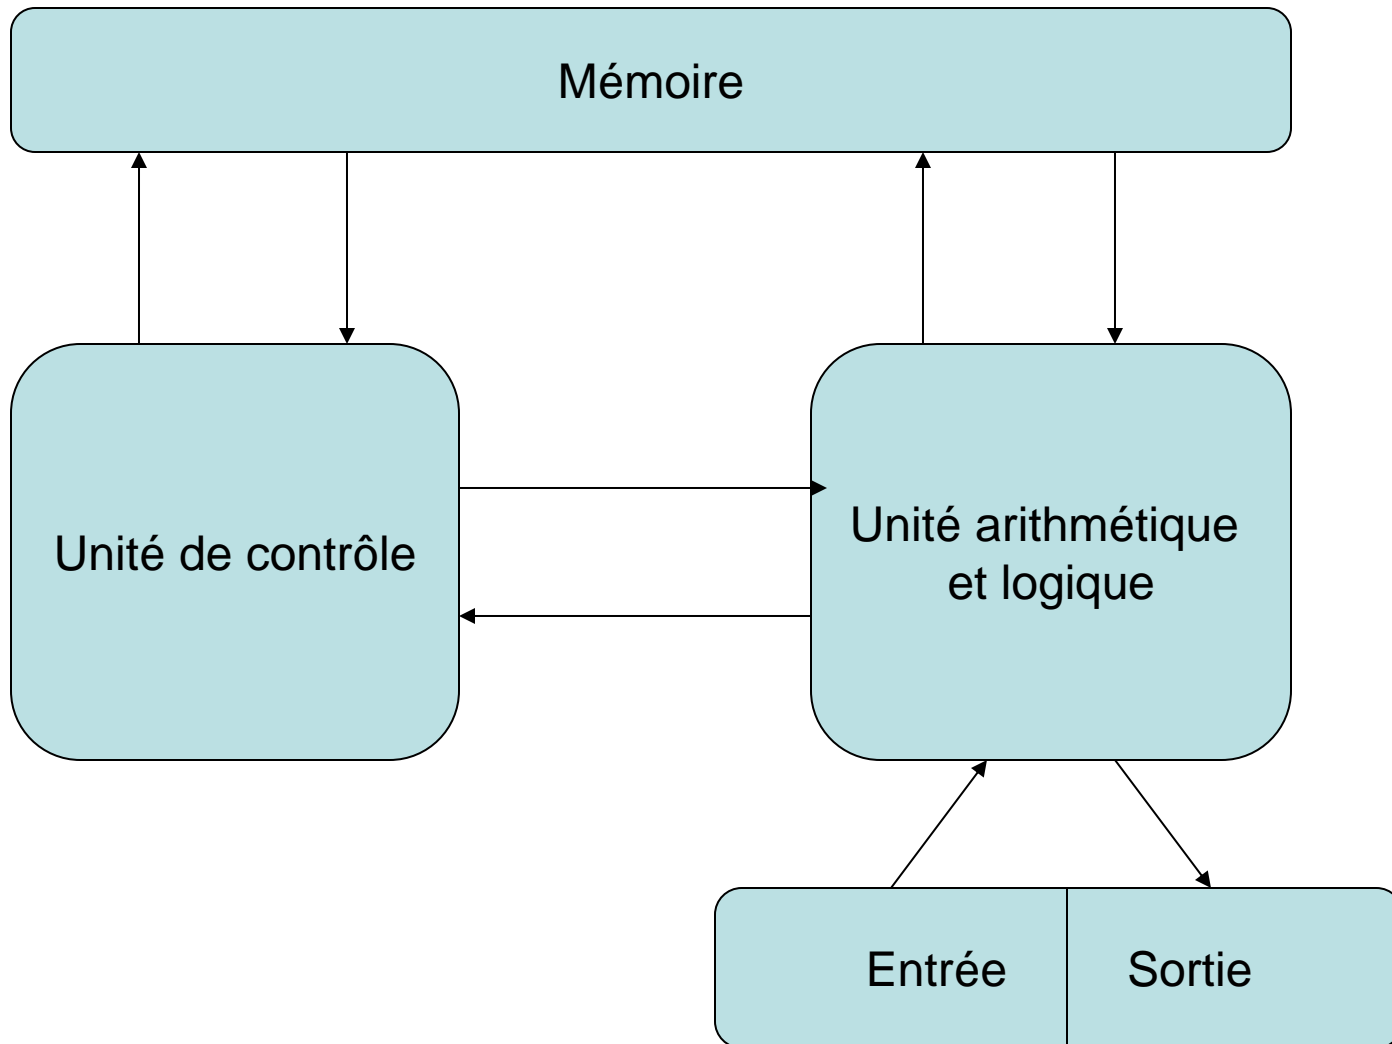 Mémoire
Unité de contrôle
Unité arithmétique
et logique
Entrée
Sortie